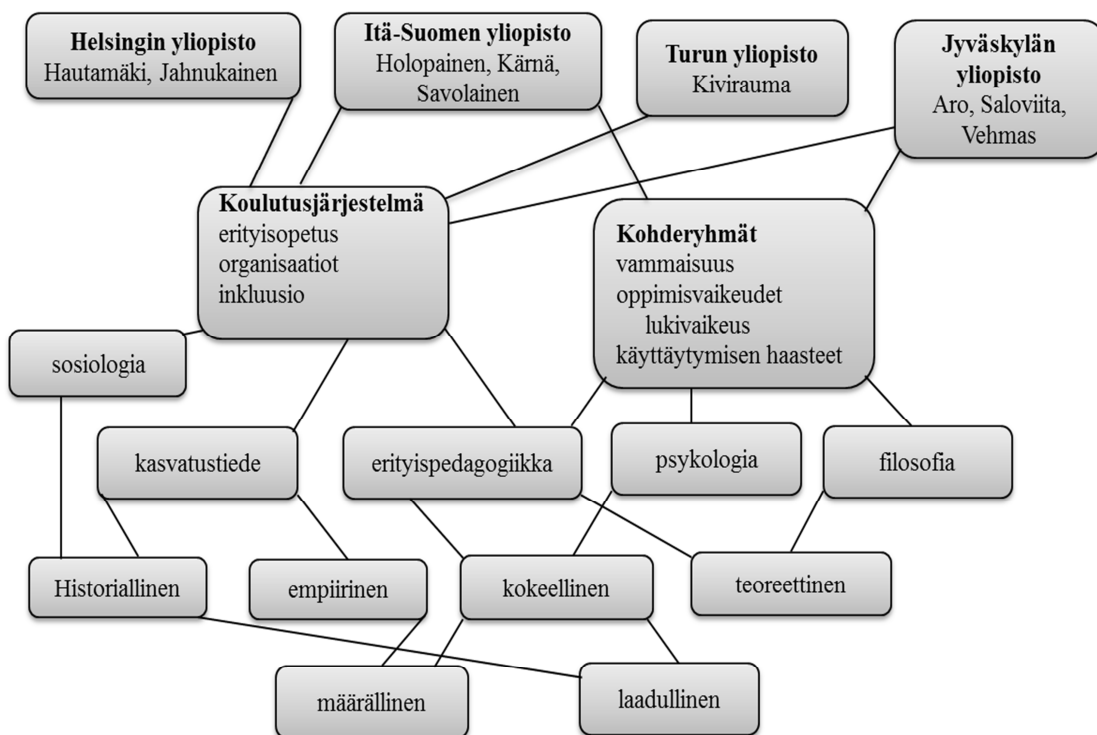 Helsingin yliopisto
Hautamäki, Jahnukainen
Itä-Suomen yliopisto
Holopainen, Kärnä,
Savolainen
Turun yliopisto
Kivirauma
Jyväskylän
yliopisto
Aro, Saloviita,
Vehmas
Koulutusjärjestelmä
erityisopetus
organisaatiot
inkluusio
Kohderyhmät
vammaisuus
oppimisvaikeudet
lukivaikeus
käyttäytymisen haasteet
sosiologia
kasvatustiede
erityispedagogiikka
psykologia
filosofia
Historiallinen
empiirinen
kokeellinen
teoreettinen
määrällinen
laadullinen